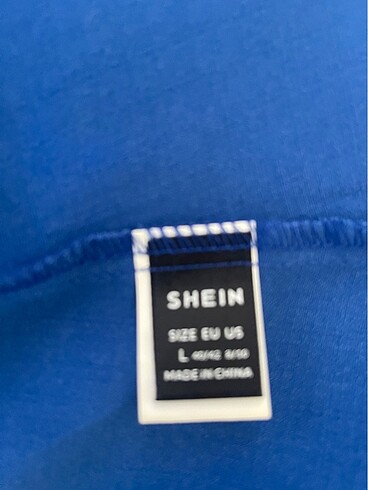 SHEIN
SIZE EU US
L 40/42 8/10
MADE IN CHINA